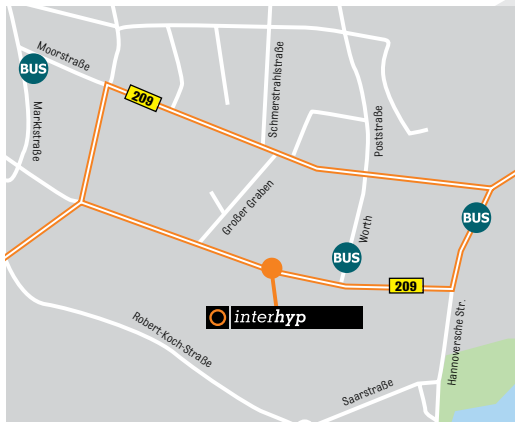 Moorstraße
BUS
Marktstraße
209
Schmerstrahlstraße
Poststraße
Großer Graben
Worth
BUS
BUS
209
interhyp
Hannoversche Str.
Robert-Koch-Straße
Saarstraße